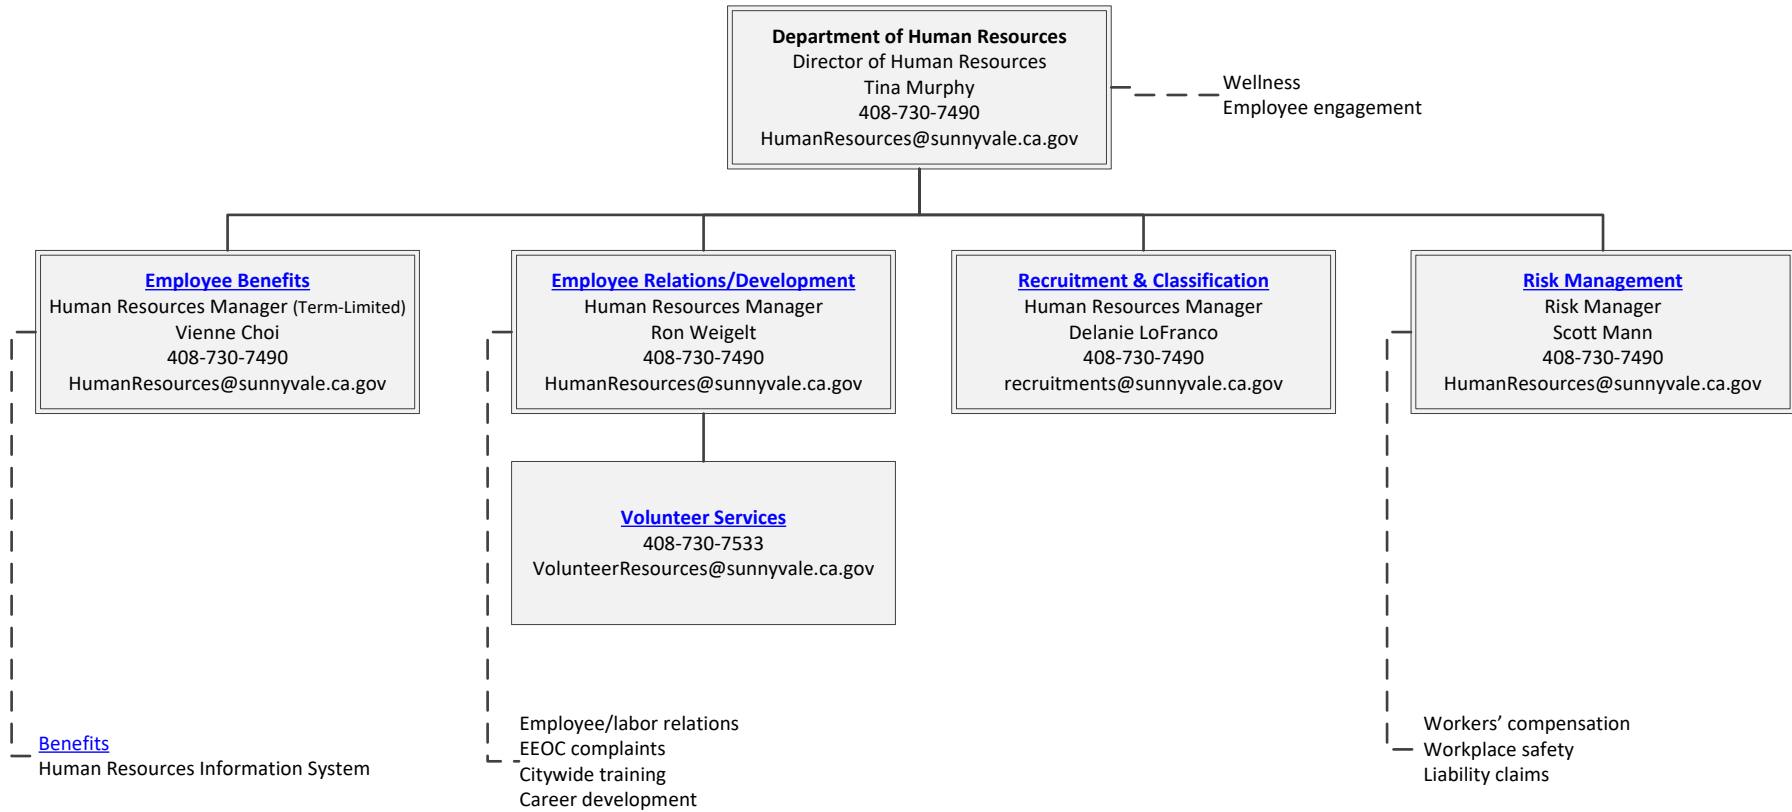 Department of Human Resources
Director of Human Resources
Tina Murphy
408-730-7490
HumanResources@sunnyvale.ca.gov
Wellness
Employee engagement
Employee Benefits
Human Resources Manager (Term-Limited)
Vienne Choi
408-730-7490
HumanResources@sunnyvale.ca.gov
Employee Relations/Development
Human Resources Manager
Ron Weigelt
408-730-7490
HumanResources@sunnyvale.ca.gov
Recruitment & Classification
Human Resources Manager
Delanie LoFranco
408-730-7490
recruitments@sunnyvale.ca.gov
Risk Management
Risk Manager
Scott Mann
408-730-7490
HumanResources@sunnyvale.ca.gov
Volunteer Services
408-730-7533
VolunteerResources@sunnyvale.ca.gov
Benefits
Human Resources Information System
Employee/labor relations
EEOC complaints
Citywide training
Career development
Workers’ compensation
Workplace safety
Liability claims